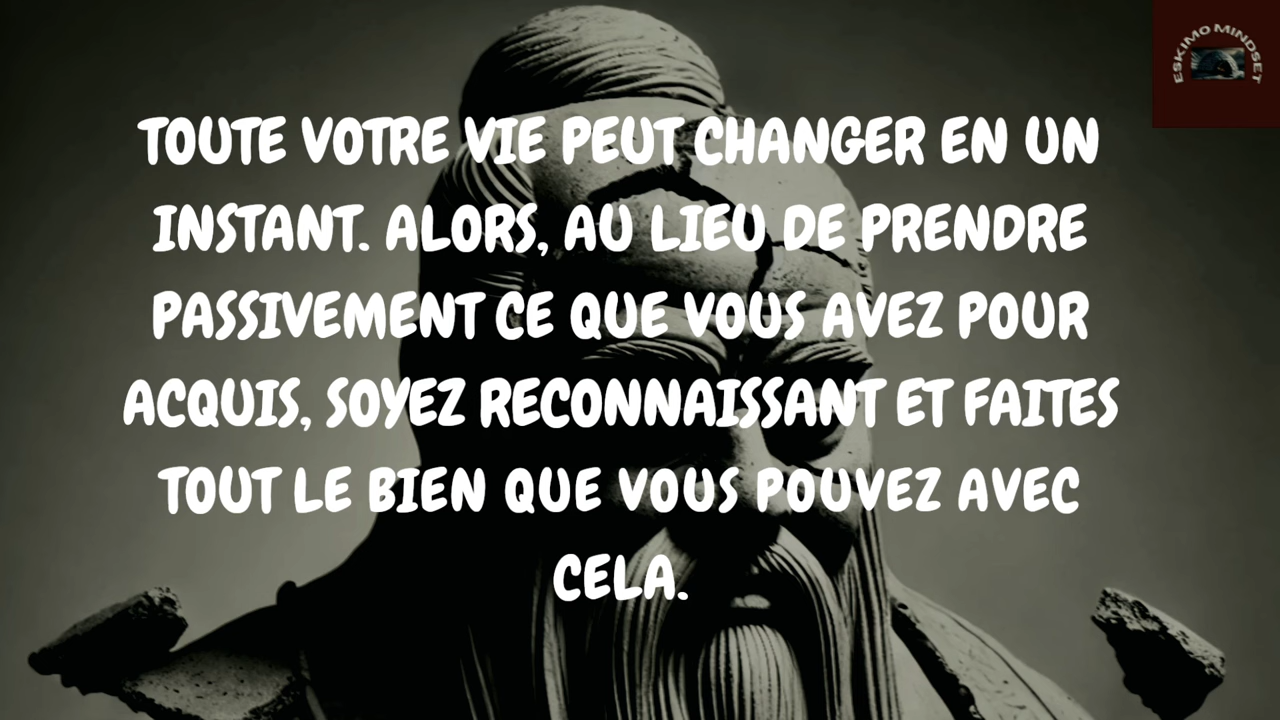 ESKIMO MINDSET
TOUTE VOTRE VIE PEUT CHANGER EN UN
INSTANT. ALORS, AU LIEU DE PRENDRE
PASSIVEMENT CE QUE VOUS AVEZ POUR
ACQUIS, SOYEZ RECONNAISSANT ET FAITES
TOUT LE BIEN QUE VOUS POUVEZ AVEC
CELA.